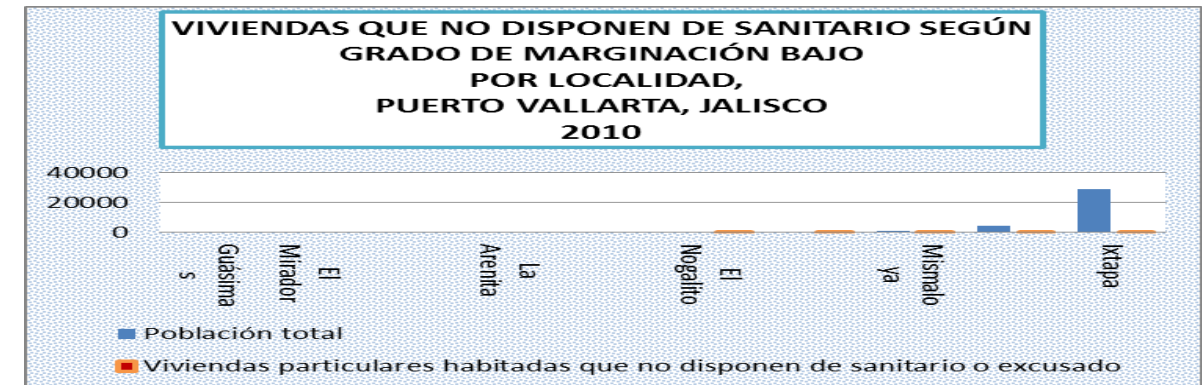 VIVIENDAS QUE NO DISPONEN DE SANITARIO SEGÚN
GRADO DE MARGINACIÓN BAJO
POR LOCALIDAD,
PUERTO VALLARTA, JALISCO
2010
40000
20000
0
Guásima
s
El
Mirador
La
Arenita
El
Nogalito
Mismalo
ya
Ixtapa
Población total
Viviendas particulares habitadas que no disponen de sanitario o excusado